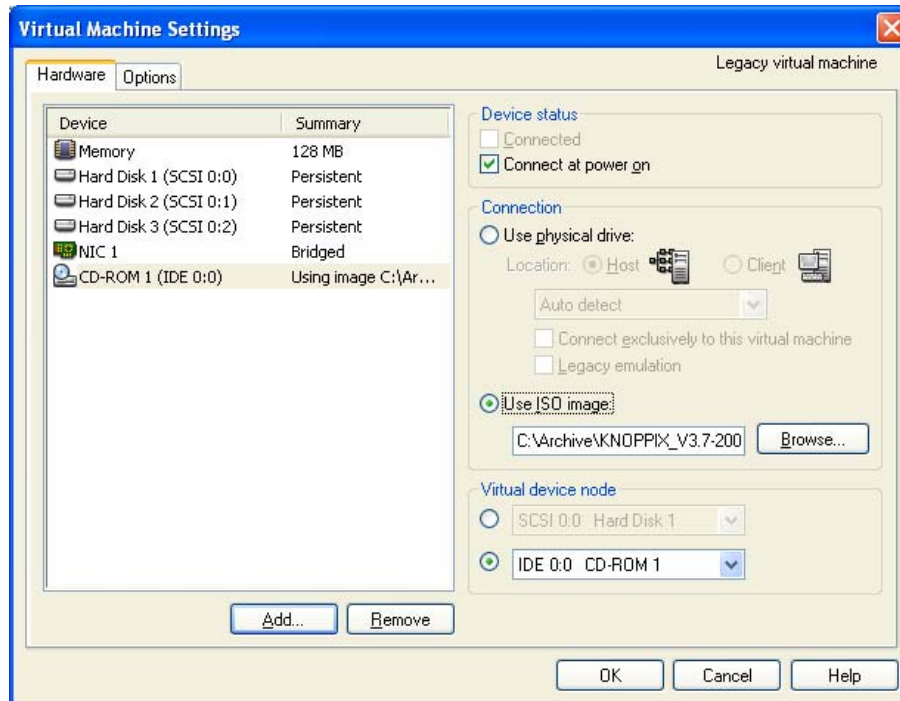 Virtual Machine Settings
Hardware Options Legacy virtual machine
Device Summary
Memory 128 MB
Hard Disk 1 (SCSI 0:0) Persistent
Hard Disk 2 (SCSI 0:1) Persistent
Hard Disk 3 (SCSI 0:2) Persistent
NIC 1 Bridged
CD-ROM 1 (IDE 0:0) Using image C:\Ar...
Add... Remove
Device status
Connected
Connect at power on
Connection
Use physical drive:
Location: Host Client
Auto detect
Connect exclusively to this virtual machine
Legacy emulation
Use ISO image:
C:\Archive\KNOPPIX_V3.7-200 Browse...
Virtual device node
SCSI 0:0 Hard Disk 1
IDE 0:0 CD-ROM 1
OK Cancel Help